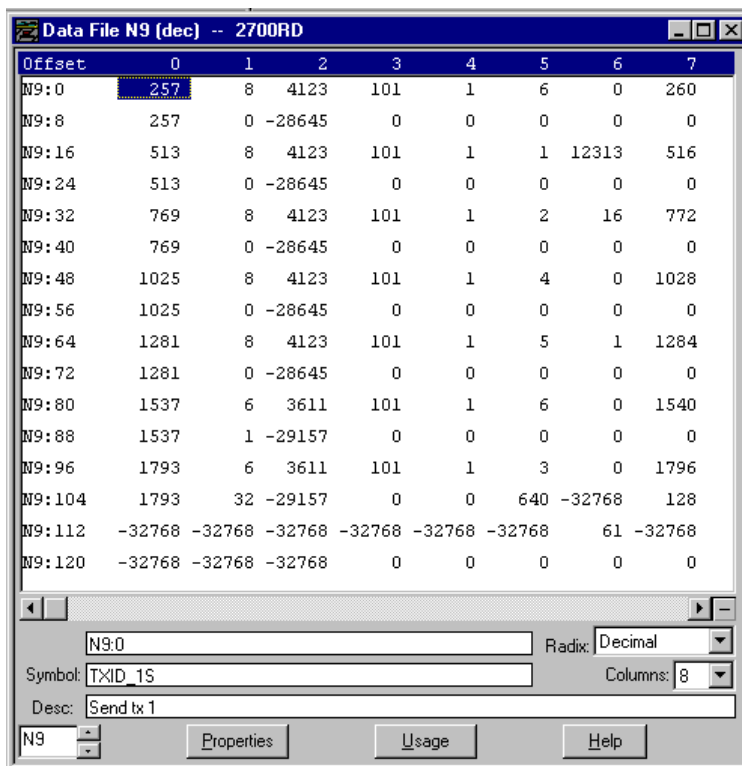 Data File N9 (dec) -- 2700RD
Offset 0 1 2 3 4 5 6 7
N9:0 257 8 4123 101 1 6 0 260
N9:8 257 0 -28645 0 0 0 0 0
N9:16 513 8 4123 101 1 1 12313 516
N9:24 513 0 -28645 0 0 0 0 0
N9:32 769 8 4123 101 1 2 16 772
N9:40 769 0 -28645 0 0 0 0 0
N9:48 1025 8 4123 101 1 4 0 1028
N9:56 1025 0 -28645 0 0 0 0 0
N9:64 1281 8 4123 101 1 5 1 1284
N9:72 1281 0 -28645 0 0 0 0 0
N9:80 1537 6 3611 101 1 6 0 1540
N9:88 1537 1 -29157 0 0 0 0 0
N9:96 1793 6 3611 101 1 3 0 1796
N9:104 1793 32 -29157 0 0 640 -32768 128
N9:112 -32768 -32768 -32768 -32768 -32768 -32768 61 -32768
N9:120 -32768 -32768 -32768 0 0 0 0 0
N9:0 Radix: Decimal
Symbol: TXID_1S Columns: 8
Desc: Send tx 1
N9 Properties Usage Help